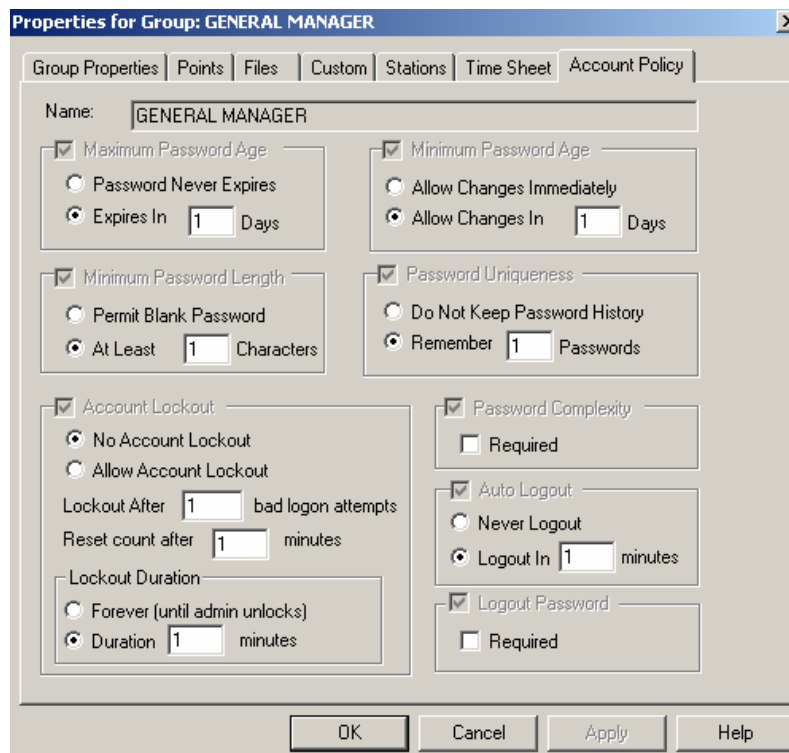 Properties for Group: GENERAL MANAGER
Group Properties Points Files Custom Stations Time Sheet Account Policy
Name: GENERAL MANAGER
Maximum Password Age
Password Never Expires
Expires In 1 Days
Minimum Password Age
Allow Changes Immediately
Allow Changes In 1 Days
Minimum Password Length
Permit Blank Password
At Least 1 Characters
Password Uniqueness
Do Not Keep Password History
Remember 1 Passwords
Account Lockout
No Account Lockout
Allow Account Lockout
Lockout After 1 bad logon attempts
Reset count after 1 minutes
Lockout Duration
Forever (until admin unlocks)
Duration 1 minutes
Password Complexity
Required
Auto Logout
Never Logout
Logout In 1 minutes
Logout Password
Required
OK Cancel Apply Help